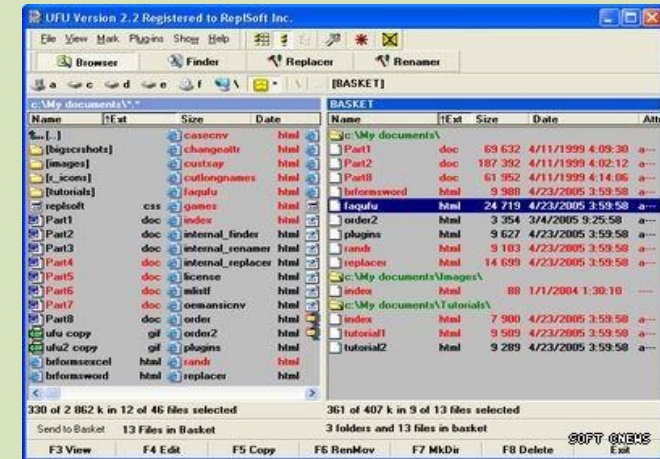 UFU Version 2.2 Registered to ReplSoft Inc.
File View Mark Plugins Show Help
Browser Finder Replacer Renamer
a c d e f \ [BASKET]
c:\My documents\*.*
Name ↑Ext Size Date
[..]
[bigscrshots]
[images]
[r_icons]
[tutorials]
replsoft css
Part1 doc
Part2 doc
Part3 doc
Part4 doc
Part5 doc
Part6 doc
Part7 doc
Part8 doc
ufu copy gif
ufu2 copy gif
brformsexcel html
brformsword html
casecnv html
changeattr html
custsay html
cutlongnames html
faqufu html
games html
index html
internal_finder html
internal_renamer html
internal_replacer html
license html
mlistf html
oemansicnv html
order html
order2 html
plugins html
randr html
replacer html
330 of 2 862 k in 12 of 46 files selected
Send to Basket 13 Files in Basket
BASKET
Name ↑Ext Size Date Attr
c:\My documents\
Part1 doc 69 632 4/11/1999 4:09:30 a---
Part2 doc 187 392 4/11/1999 4:02:12 a---
Part8 doc 61 952 4/11/1999 4:14:06 a---
brformsword html 9 988 4/23/2005 3:59:58 a---
faqufu html 24 719 4/23/2005 3:59:58 a---
order2 html 3 354 3/4/2005 9:25:58 a---
plugins html 9 627 4/23/2005 3:59:58 a---
randr html 9 103 4/23/2005 3:59:58 a---
replacer html 14 699 4/23/2005 3:59:58 a---
c:\My documents\Images\
index html 88 1/1/2004 1:30:10 ----
c:\My documents\Tutorials\
index html 7 900 4/23/2005 3:59:58 a---
tutorial1 html 9 509 4/23/2005 3:59:58 a---
tutorial2 html 9 289 4/23/2005 3:59:58 a---
361 of 407 k in 9 of 13 files selected
3 folders and 13 files in basket
F3 View F4 Edit F5 Copy F6 RenMov F7 MkDir F8 Delete Exit
SOFT @NEWS